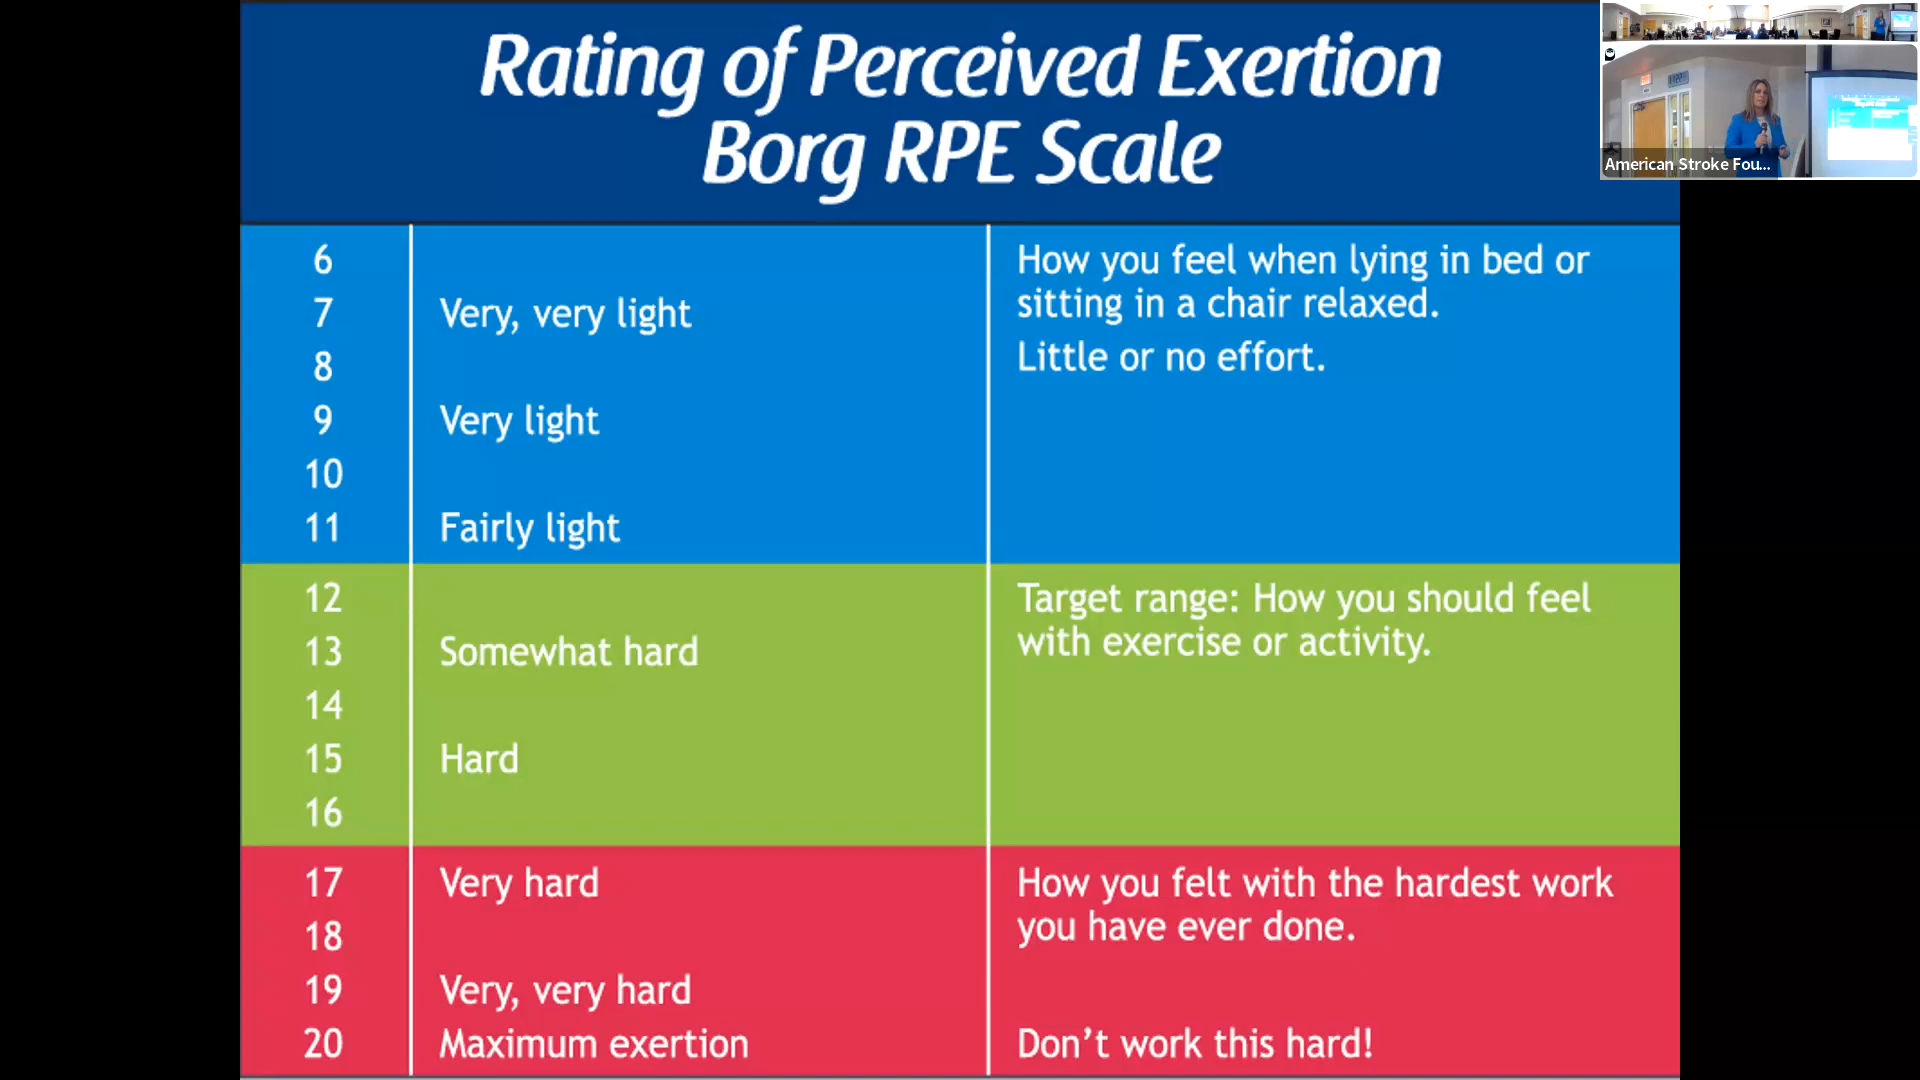 Rating of Perceived Exertion
Borg RPE Scale
6
How you feel when lying in bed or
sitting in a chair relaxed.
7 Very, very light
8
Little or no effort.
9 Very light
10
11 Fairly light
12
Target range: How you should feel
with exercise or activity.
13 Somewhat hard
14
15 Hard
16
17 Very hard
How you felt with the hardest work
you have ever done.
18
19 Very, very hard
20 Maximum exertion
Don’t work this hard!
American Stroke Fou...